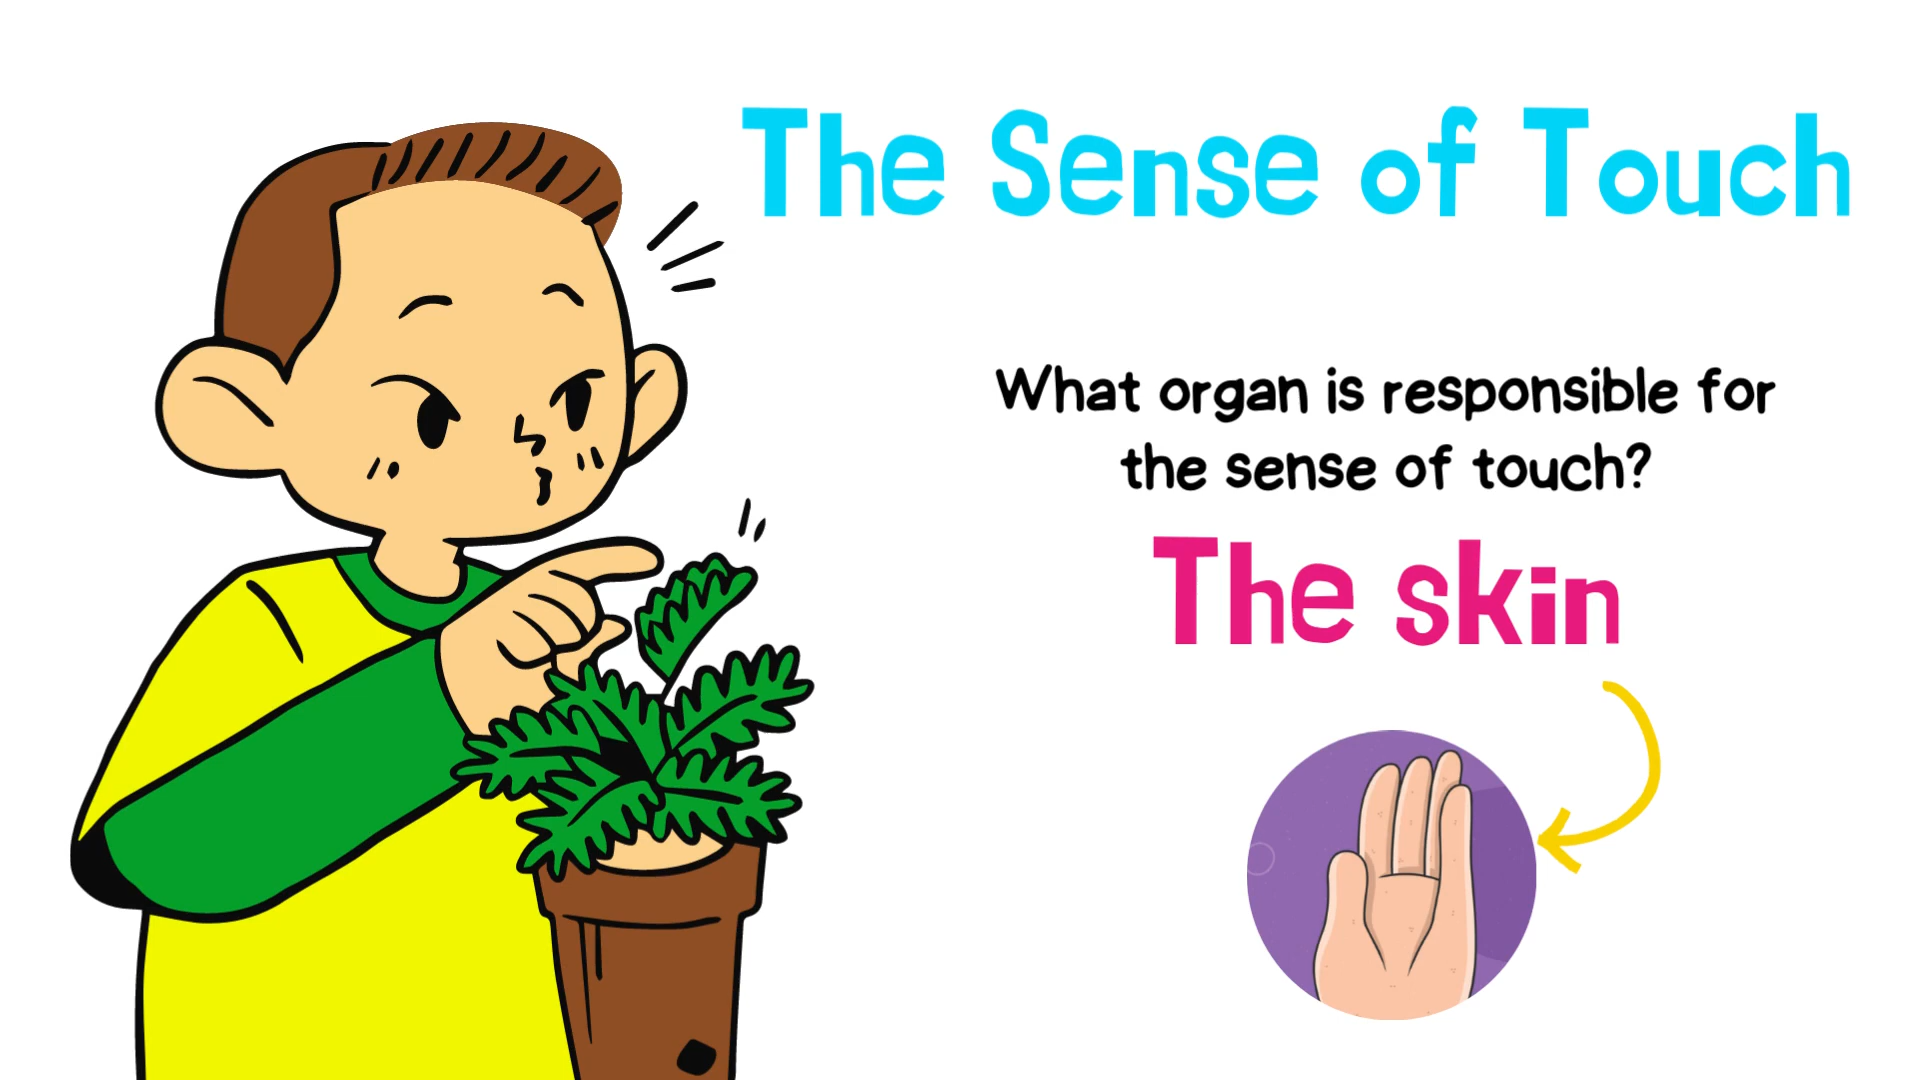 The Sense of Touch
What organ is responsible for
the sense of touch?
The skin